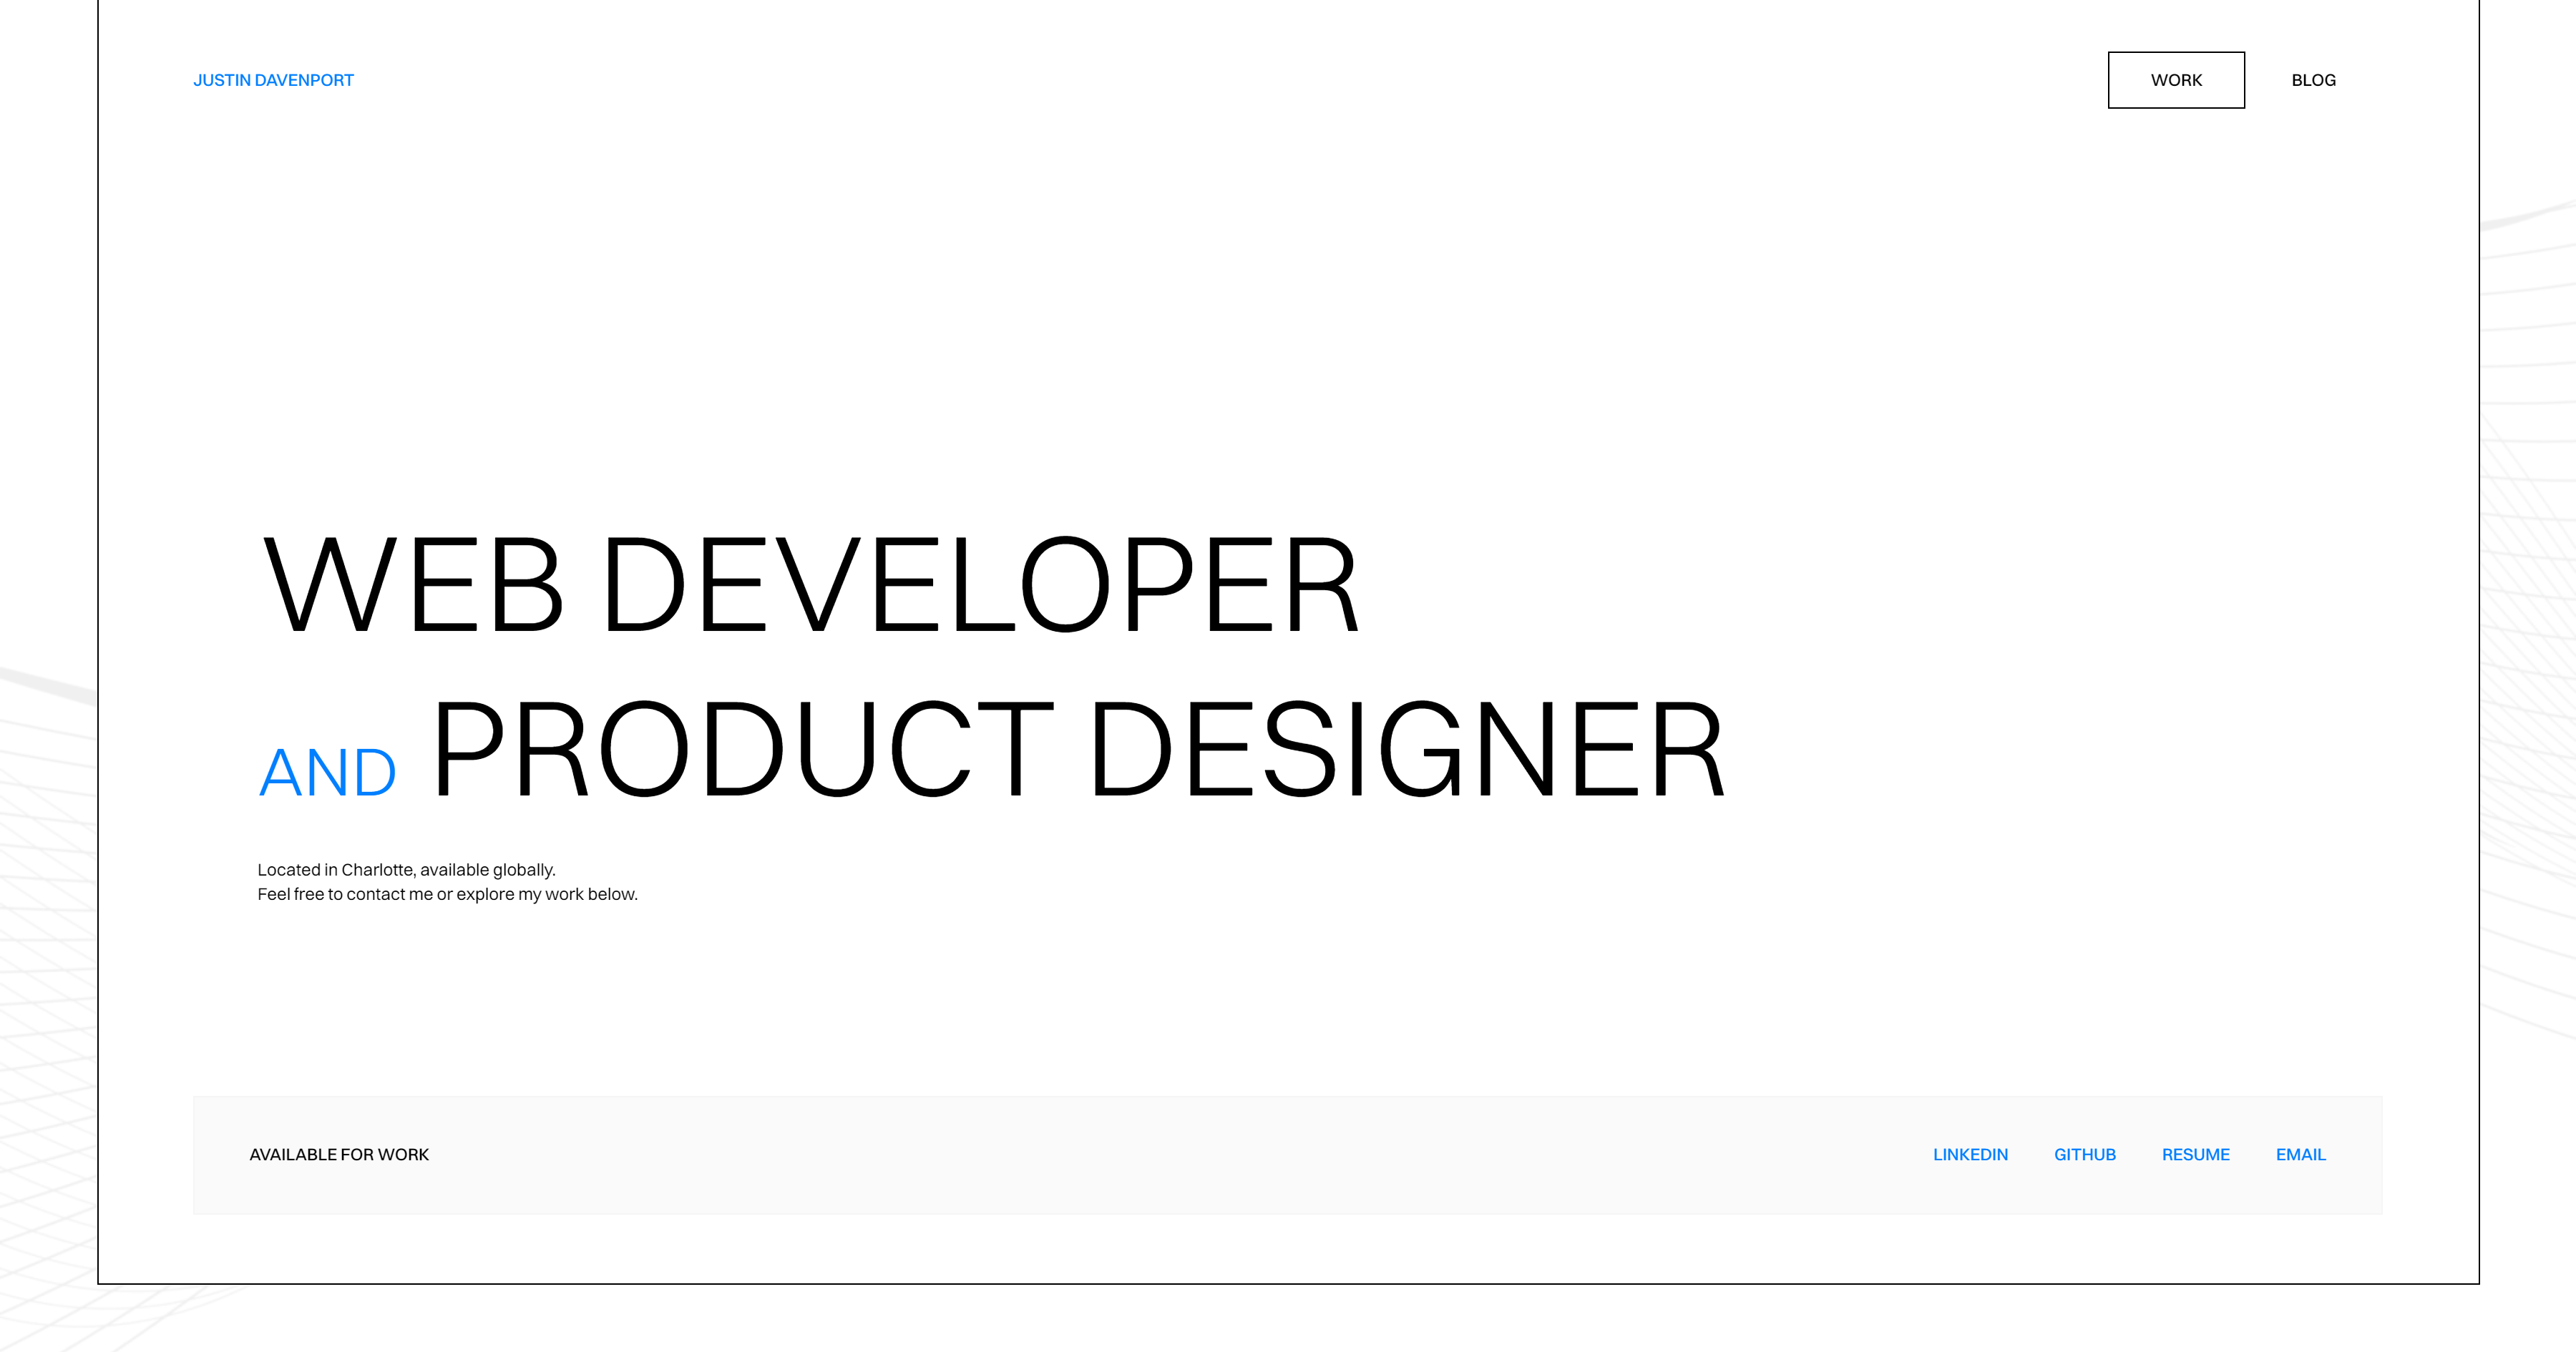 JUSTIN DAVENPORT
WORK
BLOG
WEB DEVELOPER
AND PRODUCT DESIGNER
Located in Charlotte, available globally.
Feel free to contact me or explore my work below.
AVAILABLE FOR WORK
LINKEDIN
GITHUB
RESUME
EMAIL